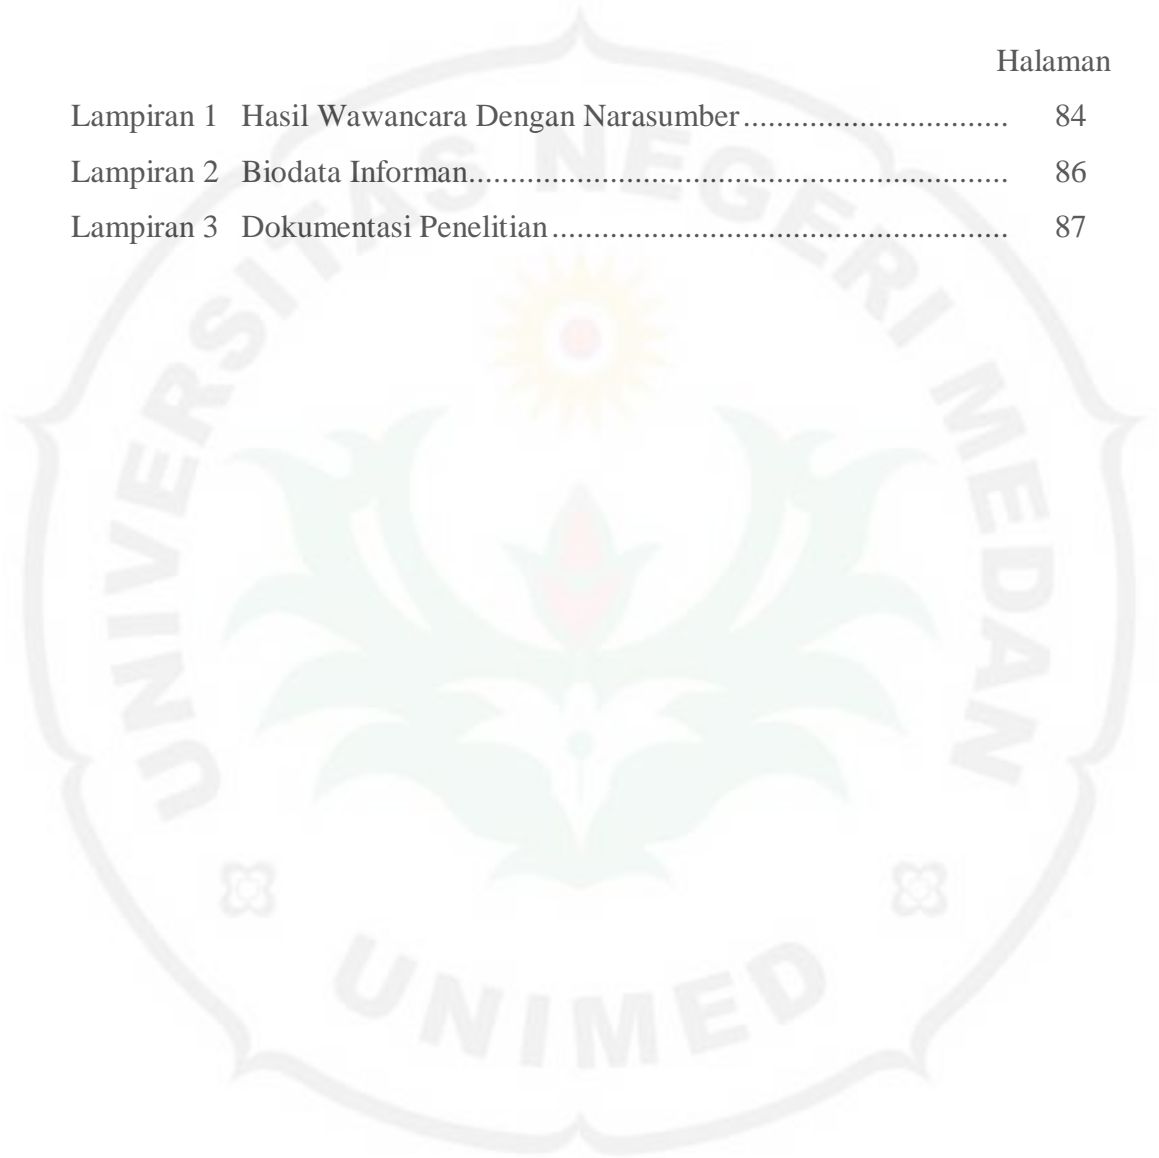 Halaman
Lampiran 1 Hasil Wawancara Dengan Narasumber................................ 84
Lampiran 2 Biodata Informan................................................................. 86
Lampiran 3 Dokumentasi Penelitian....................................................... 87
UNIVERSITAS NEGERI MEDAN
UNIMED